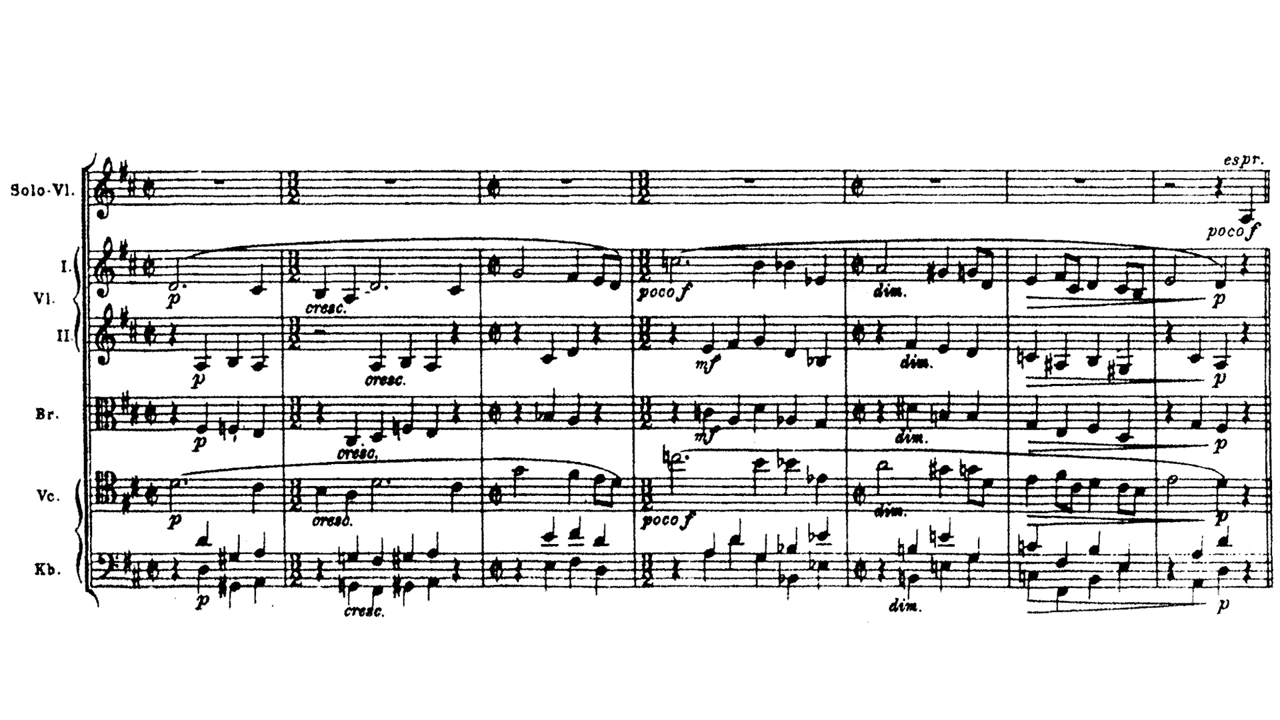 espr.
Solo-Vl.
poco f
I.
p
cresc.
poco f
dim.
p
Vl.
II
p
cresc.
mf
dim.
p
Br.
p
cresc.
mf
dim.
p
Vc.
p
cresc.
poco f
dim.
p
Kb.
p
cresc.
dim.
p